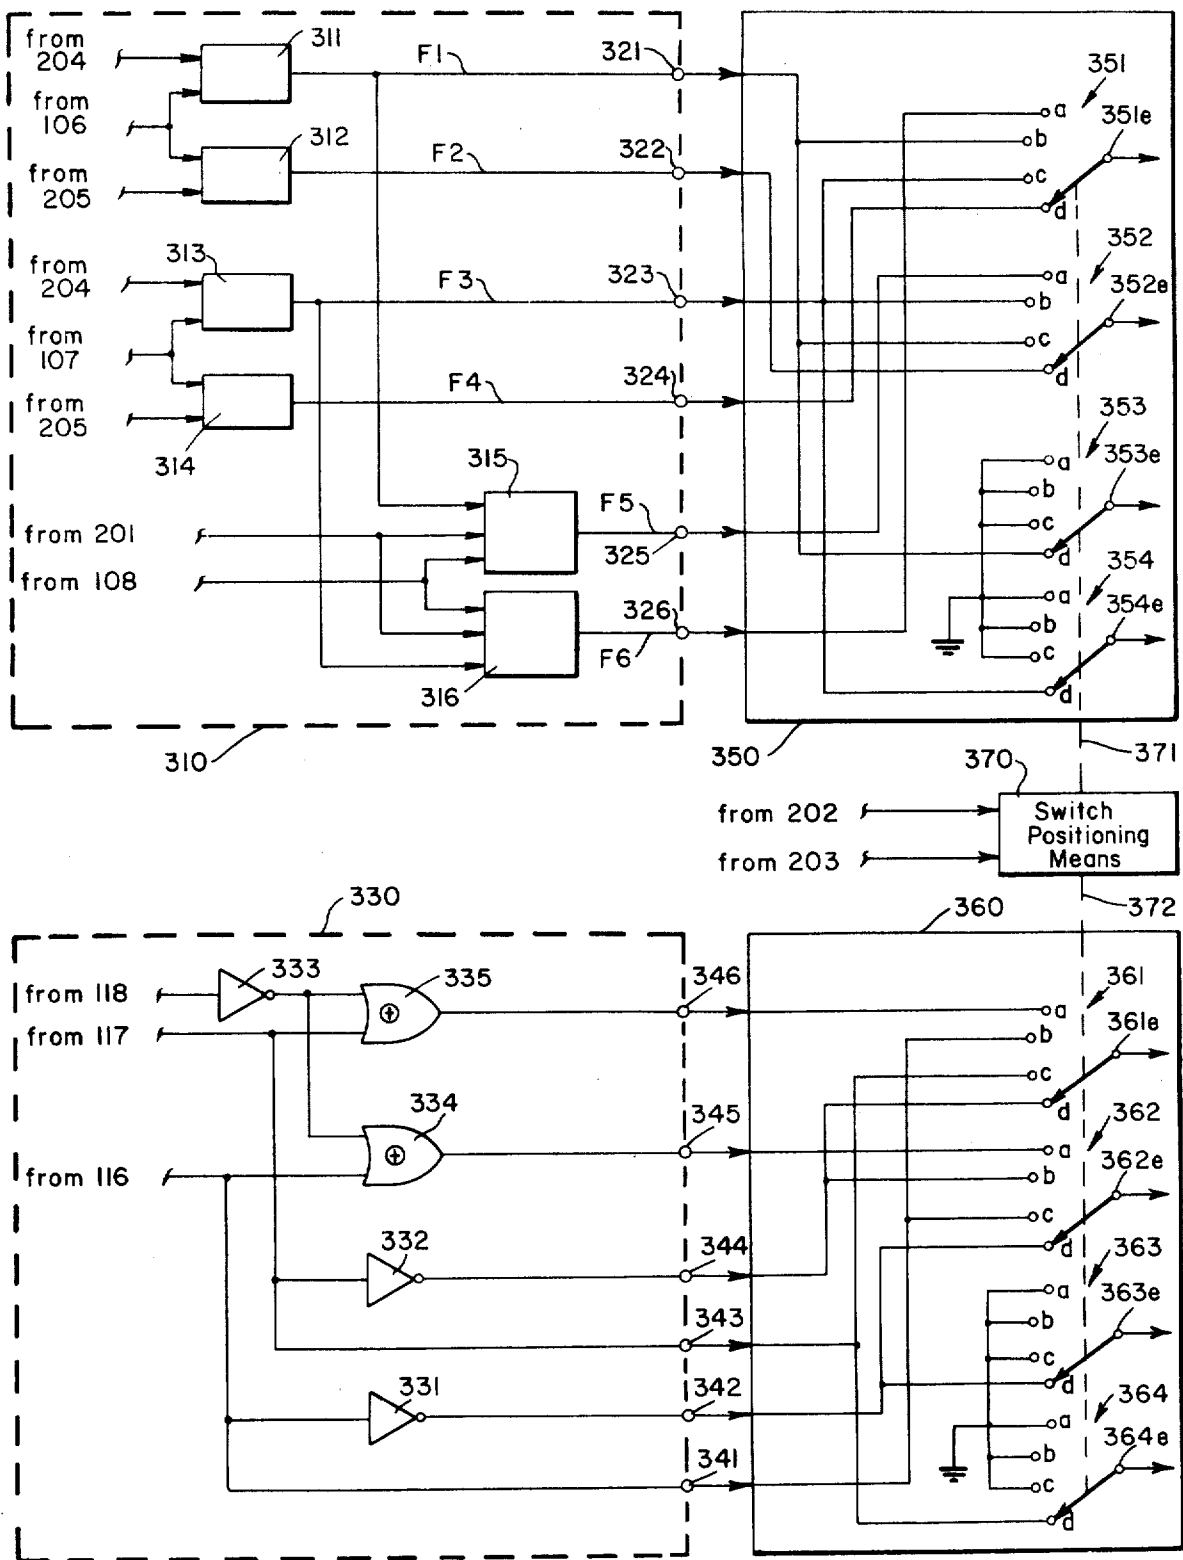 from
204
from
106
from
205
311
312
F1
F2
321
322
from
204
from
107
from
205
313
314
F3
F4
323
324
from 201
from 108
315
316
F5
F6
325
326
310
351
a
b
c
d
351e
352
a
b
c
d
352e
353
a
b
c
d
353e
354
a
b
c
d
354e
350
371
370
from 202
from 203
Switch
Positioning
Means
372
330
360
from 118
from 117
from 116
333
335
334
332
331
346
345
344
343
342
341
361
a
b
c
d
361e
362
a
b
c
d
362e
363
a
b
c
d
363e
364
a
b
c
d
364e